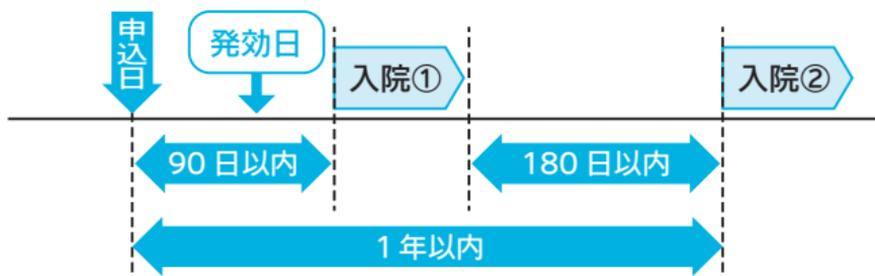 申込日
発効日
入院①
入院②
90日以内
180日以内
1年以内